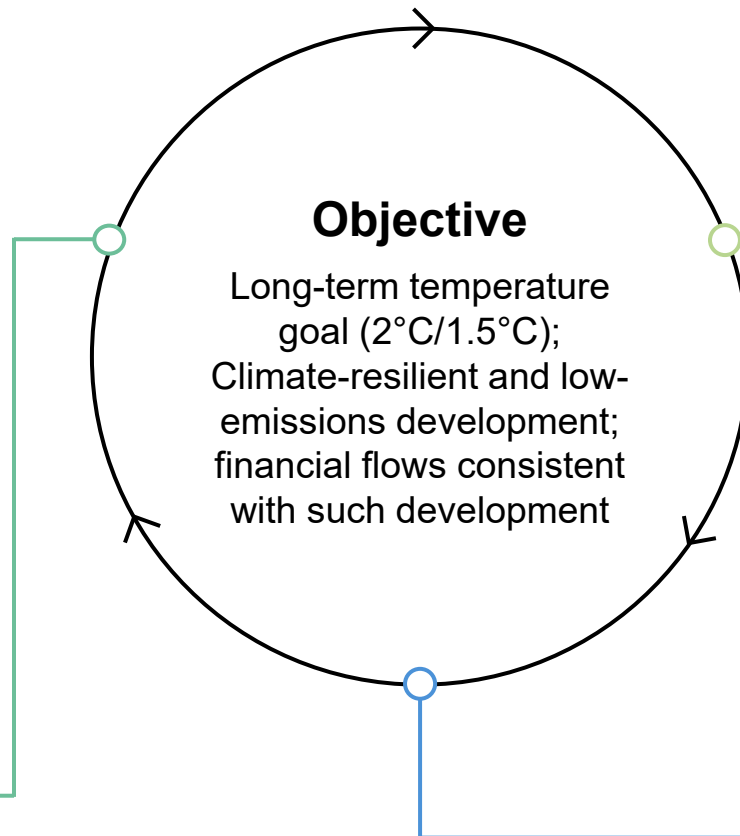 Objective
Long-term temperature
goal (2°C/1.5°C);
Climate-resilient and low-
emissions development;
financial flows consistent
with such development